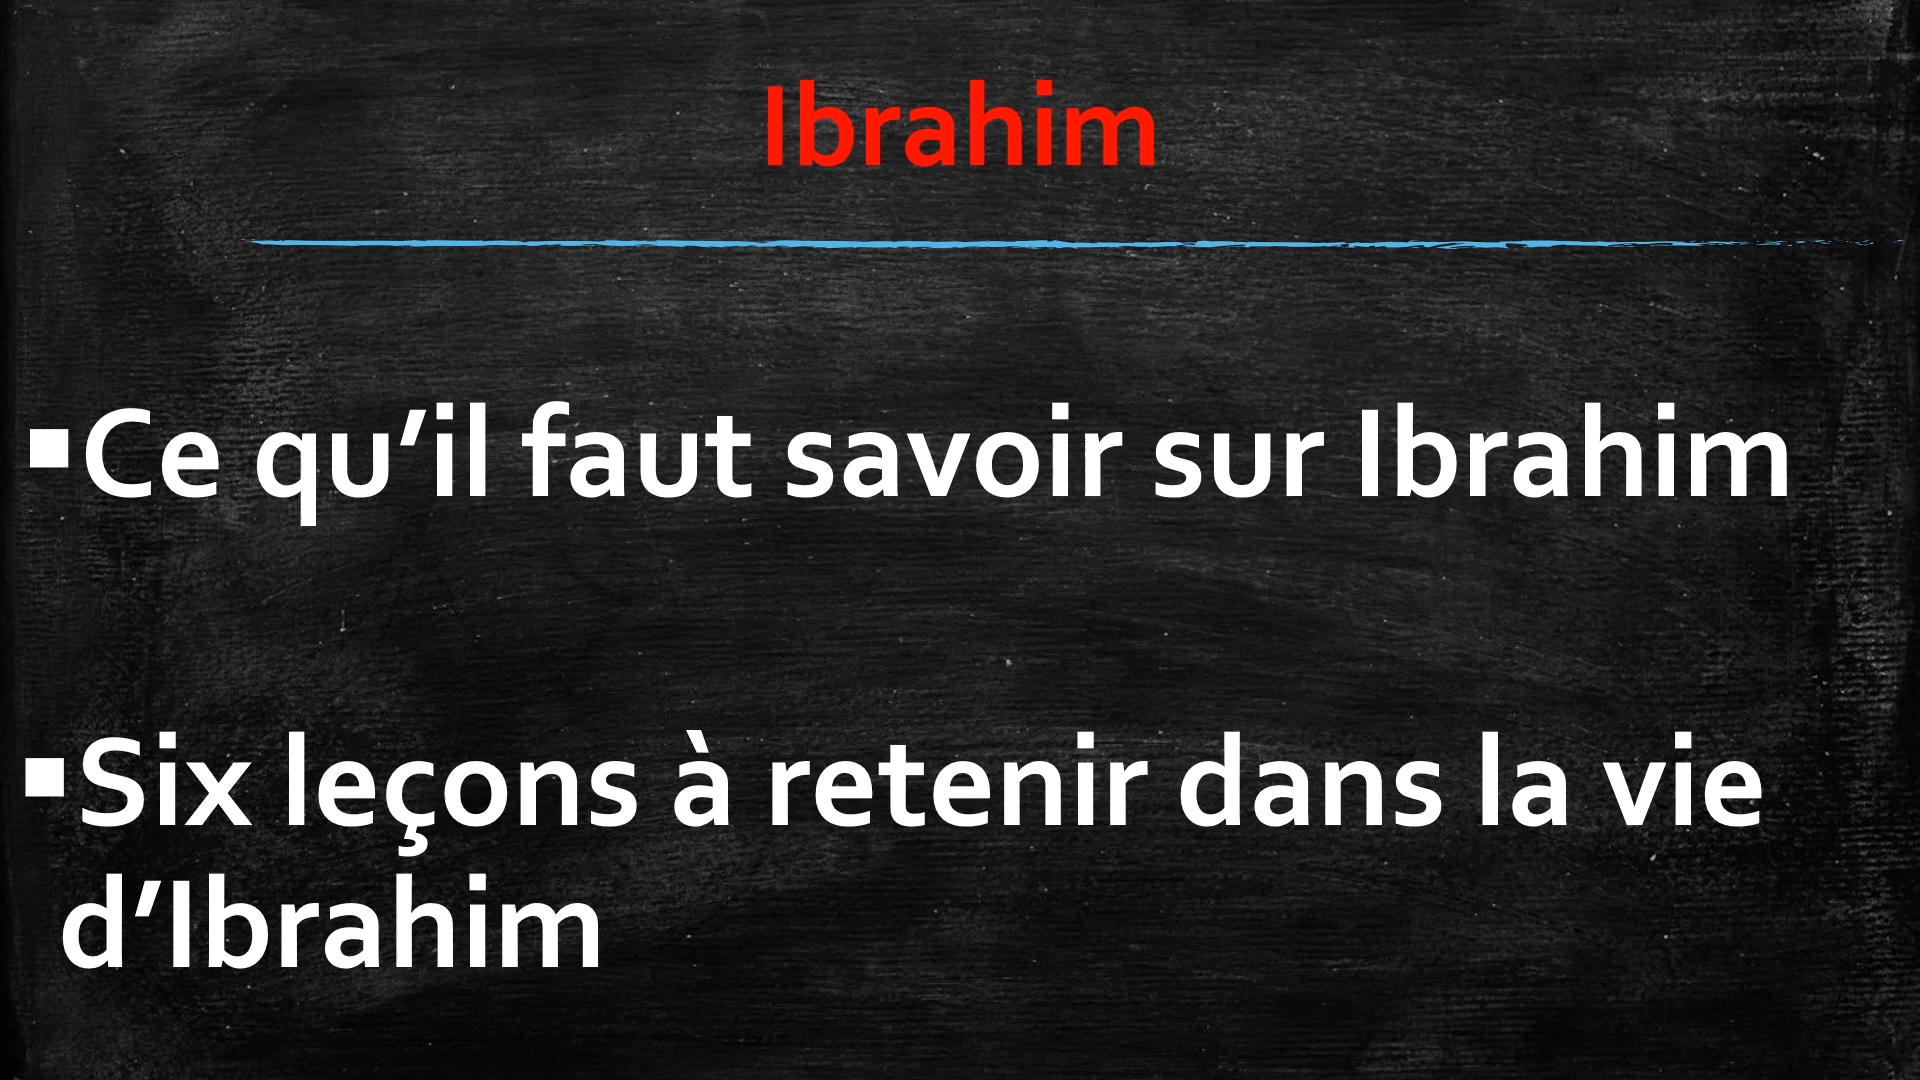 Ibrahim
▪Ce qu’il faut savoir sur Ibrahim
▪Six leçons à retenir dans la vie
d’Ibrahim